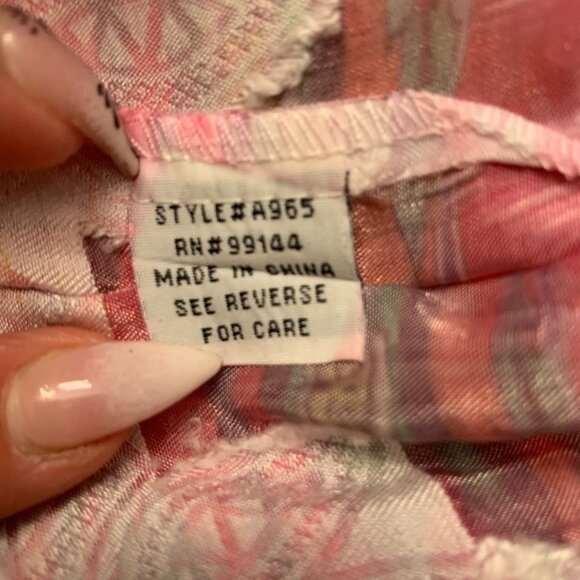 STYLE#A965
RN#99144
MADE IN CHINA
SEE REVERSE
FOR CARE